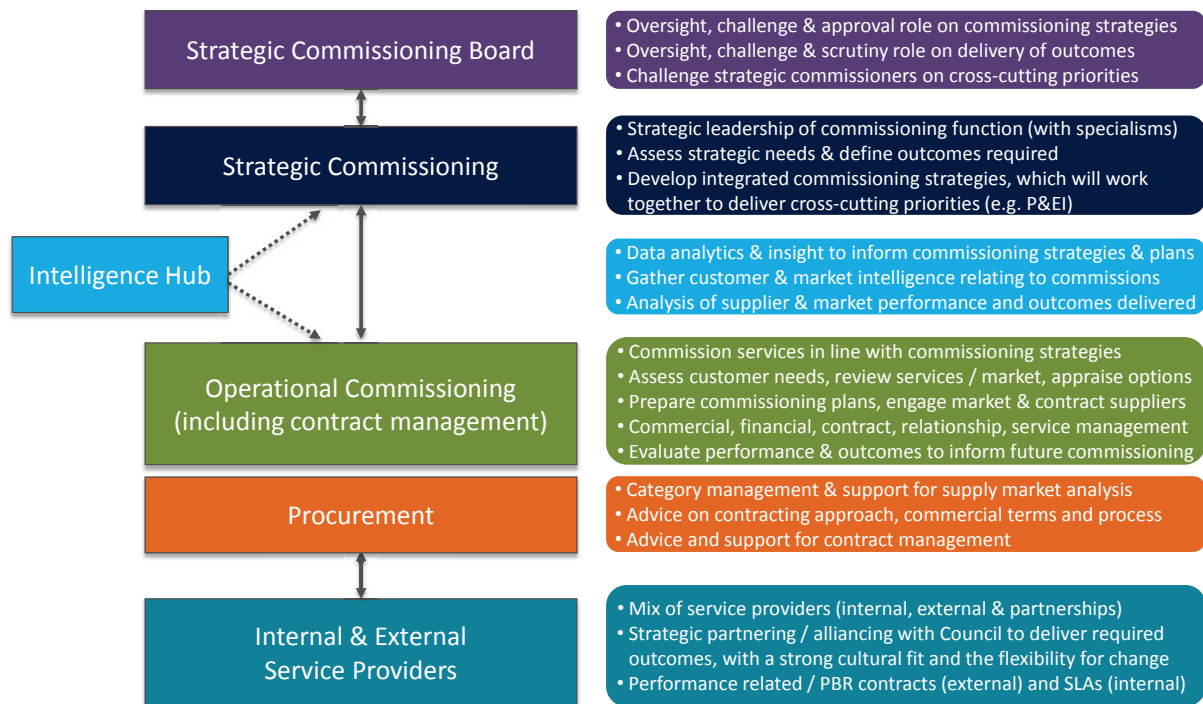 Strategic Commissioning Board
• Oversight, challenge & approval role on commissioning strategies
• Oversight, challenge & scrutiny role on delivery of outcomes
• Challenge strategic commissioners on cross-cutting priorities
Strategic Commissioning
• Strategic leadership of commissioning function (with specialisms)
• Assess strategic needs & define outcomes required
• Develop integrated commissioning strategies, which will work
together to deliver cross-cutting priorities (e.g. P&EI)
Intelligence Hub
• Data analytics & insight to inform commissioning strategies & plans
• Gather customer & market intelligence relating to commissions
• Analysis of supplier & market performance and outcomes delivered
Operational Commissioning
(including contract management)
• Commission services in line with commissioning strategies
• Assess customer needs, review services / market, appraise options
• Prepare commissioning plans, engage market & contract suppliers
• Commercial, financial, contract, relationship, service management
• Evaluate performance & outcomes to inform future commissioning
Procurement
• Category management & support for supply market analysis
• Advice on contracting approach, commercial terms and process
• Advice and support for contract management
Internal & External
Service Providers
• Mix of service providers (internal, external & partnerships)
• Strategic partnering / alliancing with Council to deliver required
outcomes, with a strong cultural fit and the flexibility for change
• Performance related / PBR contracts (external) and SLAs (internal)